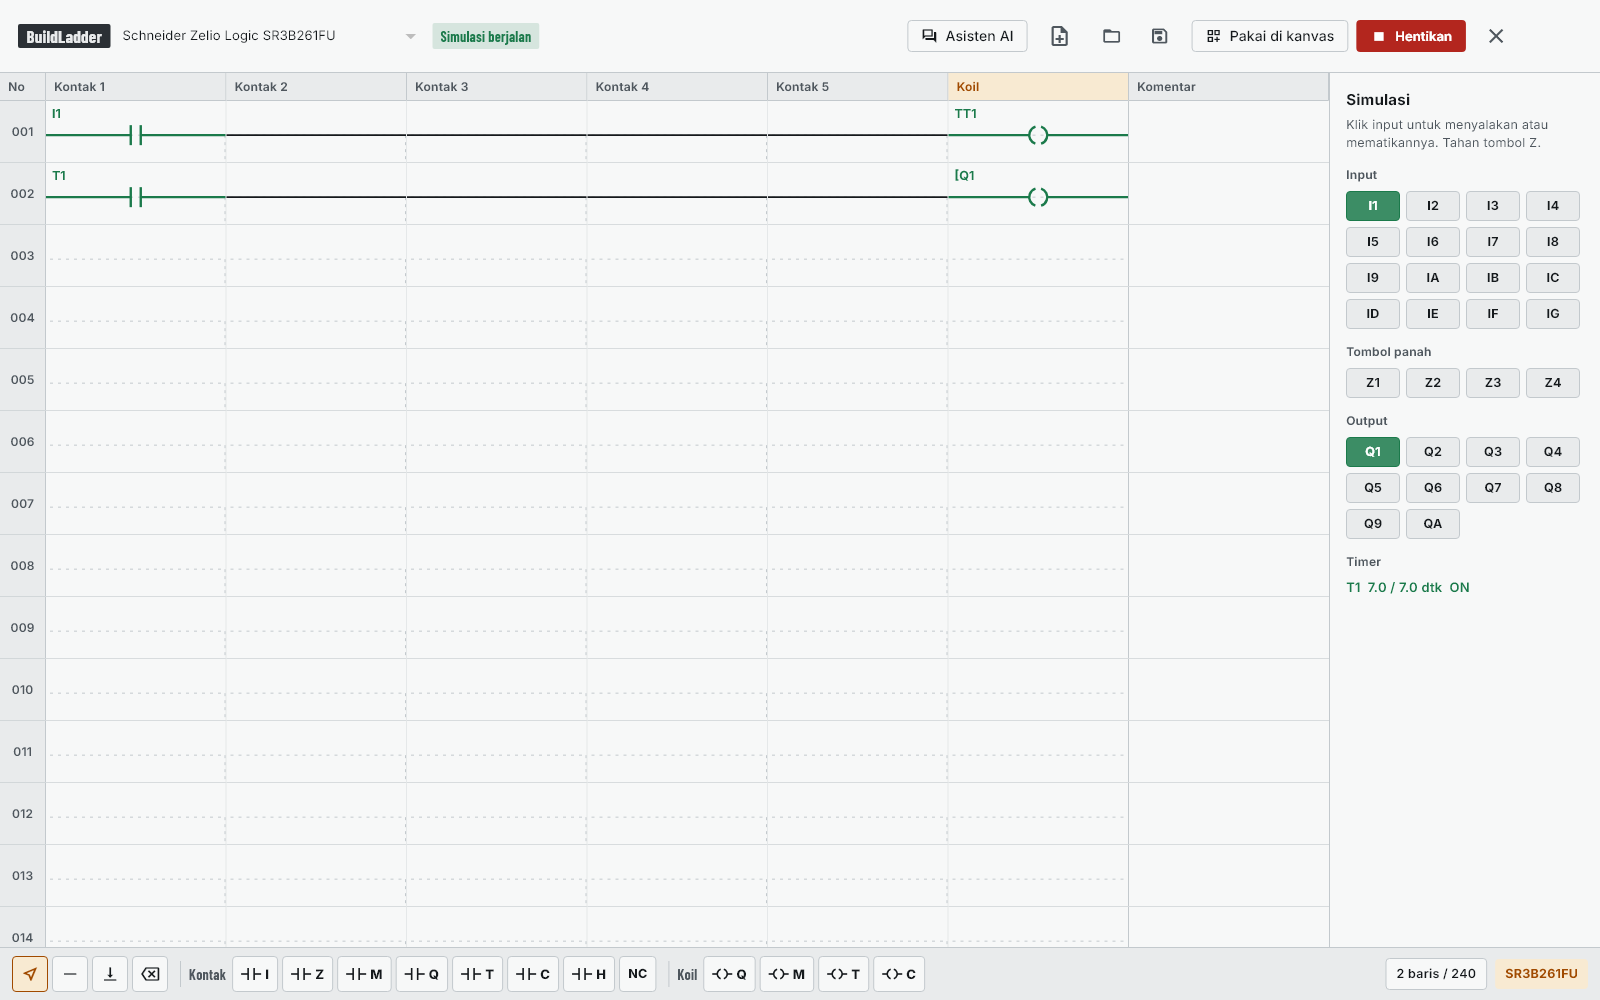 BuildLadder Schneider Zelio Logic SR3B261FU Simulasi berjalan Asisten AI Pakai di kanvas Hentikan
No Kontak 1 Kontak 2 Kontak 3 Kontak 4 Kontak 5 Koil Komentar
001 I1 TT1
002 T1 [Q1
003
004
005
006
007
008
009
010
011
012
013
014
Simulasi
Klik input untuk menyalakan atau
mematikannya. Tahan tombol Z.
Input
I1 I2 I3 I4
I5 I6 I7 I8
I9 IA IB IC
ID IE IF IG
Tombol panah
Z1 Z2 Z3 Z4
Output
Q1 Q2 Q3 Q4
Q5 Q6 Q7 Q8
Q9 QA
Timer
T1 7.0 / 7.0 dtk ON
Kontak I Z M Q T C H NC Koil Q M T C 2 baris / 240 SR3B261FU